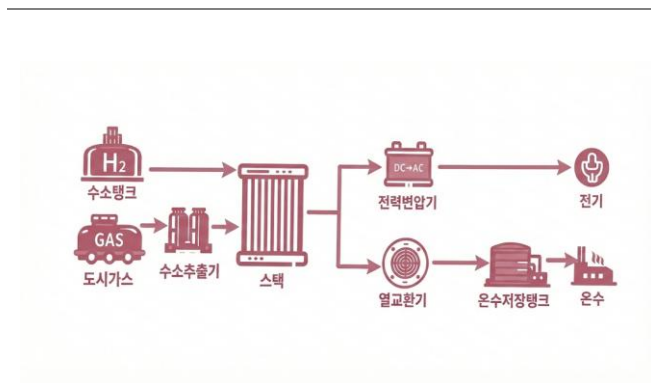 H2
수소탱크
GAS
도시가스
수소추출기
스택
DC→AC
전력변압기
전기
열교환기
온수저장탱크
온수